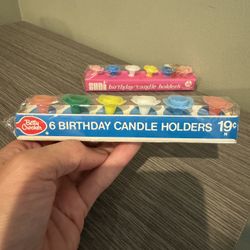 birthday candle holders
Betty Crocker
6 BIRTHDAY CANDLE HOLDERS 19¢